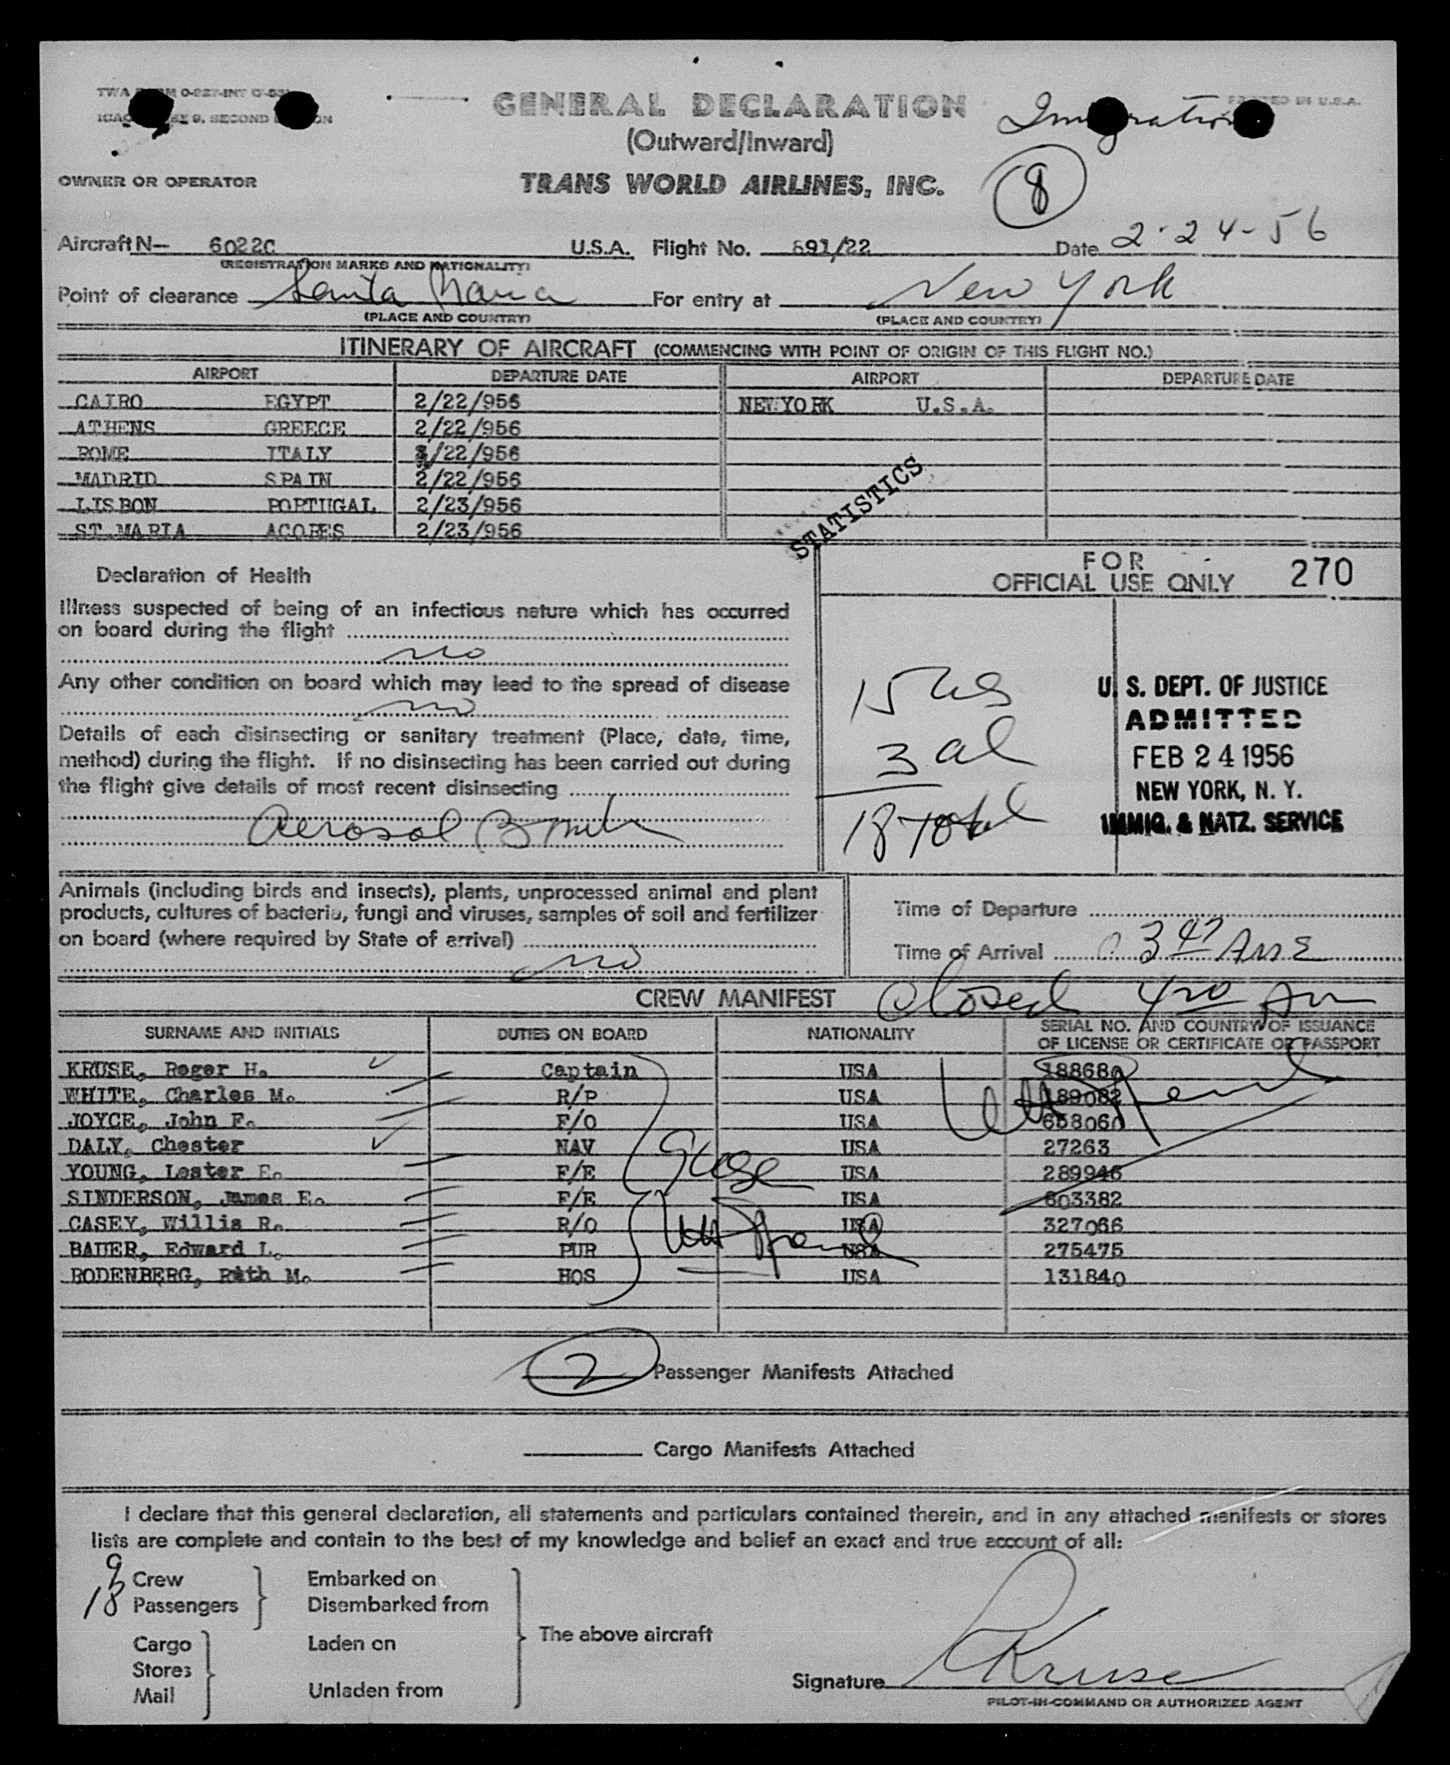 GENERAL DECLARATION
(Outward/Inward)
Immigration
PRINTED IN U.S.A.
OWNER OR OPERATOR TRANS WORLD AIRLINES, INC.
8
Aircraft N— 6022C U.S.A. Flight No. 891/22 Date 2-24-56
(REGISTRATION MARKS AND NATIONALITY)
Point of clearance Santa Maria For entry at New York
(PLACE AND COUNTRY) (PLACE AND COUNTRY)
ITINERARY OF AIRCRAFT (COMMENCING WITH POINT OF ORIGIN OF THIS FLIGHT NO.)
AIRPORT DEPARTURE DATE AIRPORT DEPARTURE DATE
CAIRO EGYPT 2/22/956 NEW YORK U.S.A.
ATHENS GREECE 2/22/956
ROME ITALY 2/22/956
MADRID SPAIN 2/22/956
LISBON PORTUGAL 2/23/956
ST.MARIA ACORES 2/23/956
STATISTICS
FOR
OFFICIAL USE ONLY 270
Declaration of Health
Illness suspected of being of an infectious nature which has occurred
on board during the flight
no
Any other condition on board which may lead to the spread of disease
no
Details of each disinsecting or sanitary treatment (Place, date, time,
method) during the flight. If no disinsecting has been carried out during
the flight give details of most recent disinsecting
Aerosol Bomb
15 us
3 al
18 total
U. S. DEPT. OF JUSTICE
ADMITTED
FEB 24 1956
NEW YORK, N. Y.
IMMIG. & NATZ. SERVICE
Animals (including birds and insects), plants, unprocessed animal and plant
products, cultures of bacteria, fungi and viruses, samples of soil and fertilizer
on board (where required by State of arrival)
no
Time of Departure
Time of Arrival 0347 AM E
closed 420 Am
CREW MANIFEST
SURNAME AND INITIALS DUTIES ON BOARD NATIONALITY SERIAL NO. AND COUNTRY OF ISSUANCE
OF LICENSE OR CERTIFICATE OR PASSPORT
KRUSE, Roger H. Captain USA 188680
WHITE, Charles M. R/P USA 189082
JOYCE, John F. F/O USA 658060
DALY, Chester NAV USA 27263
YOUNG, Lester E. F/E USA 289946
SINDERSON, James E. F/E USA 603382
CASEY, Willis R. R/O USA 327066
BAUER, Edward L. PUR USA 275475
BODENBERG, Ruth M. HOS USA 131840
2 Passenger Manifests Attached
Cargo Manifests Attached
I declare that this general declaration, all statements and particulars contained therein, and in any attached manifests or stores
lists are complete and contain to the best of my knowledge and belief an exact and true account of all:
9 Crew Embarked on
18 Passengers Disembarked from
The above aircraft
Cargo Laden on
Stores
Mail Unladen from
Signature R Kruse
PILOT-IN-COMMAND OR AUTHORIZED AGENT